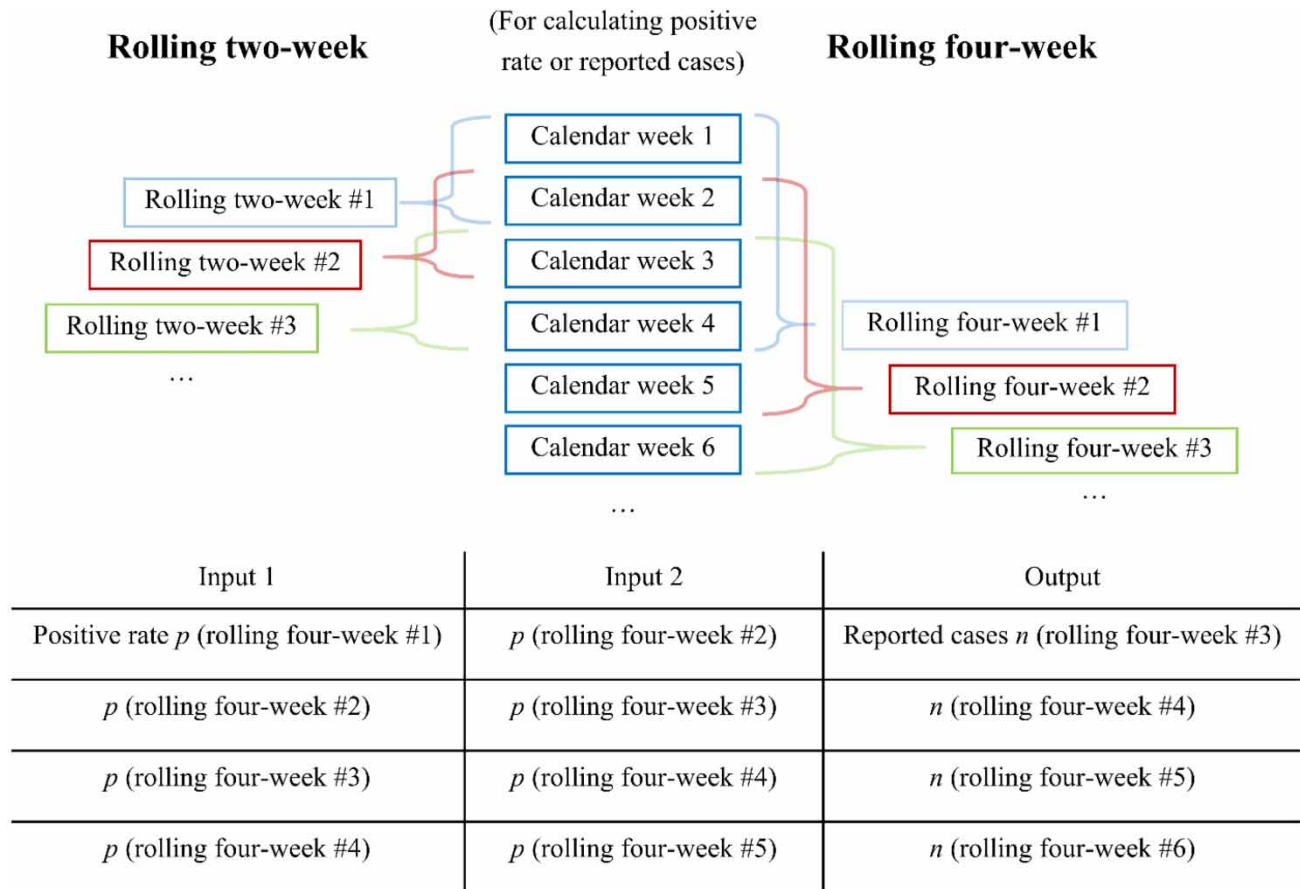 Rolling two-week
(For calculating positive
rate or reported cases)
Rolling four-week
Calendar week 1
Calendar week 2
Calendar week 3
Calendar week 4
Calendar week 5
Calendar week 6
…
Rolling two-week #1
Rolling two-week #2
Rolling two-week #3
…
Rolling four-week #1
Rolling four-week #2
Rolling four-week #3
…
Input 1 Input 2 Output
Positive rate p (rolling four-week #1) p (rolling four-week #2) Reported cases n (rolling four-week #3)
p (rolling four-week #2) p (rolling four-week #3) n (rolling four-week #4)
p (rolling four-week #3) p (rolling four-week #4) n (rolling four-week #5)
p (rolling four-week #4) p (rolling four-week #5) n (rolling four-week #6)